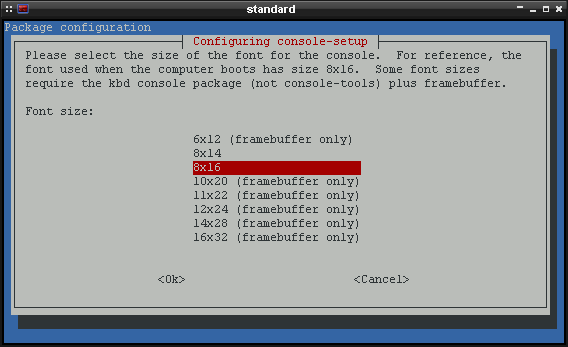 standard
Package configuration
Configuring console-setup
Please select the size of the font for the console.  For reference, the
font used when the computer boots has size 8x16.  Some font sizes
require the kbd console package (not console-tools) plus framebuffer.
Font size:
6x12 (framebuffer only)
8x14
8x16
10x20 (framebuffer only)
11x22 (framebuffer only)
12x24 (framebuffer only)
14x28 (framebuffer only)
16x32 (framebuffer only)
<Ok> <Cancel>